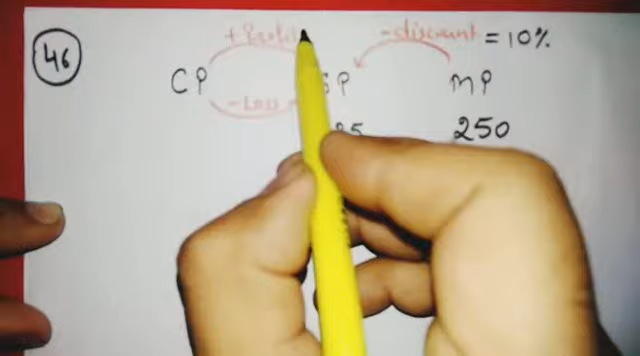 46
+ Profit - discount = 10%
CP SP MP
- Loss
250